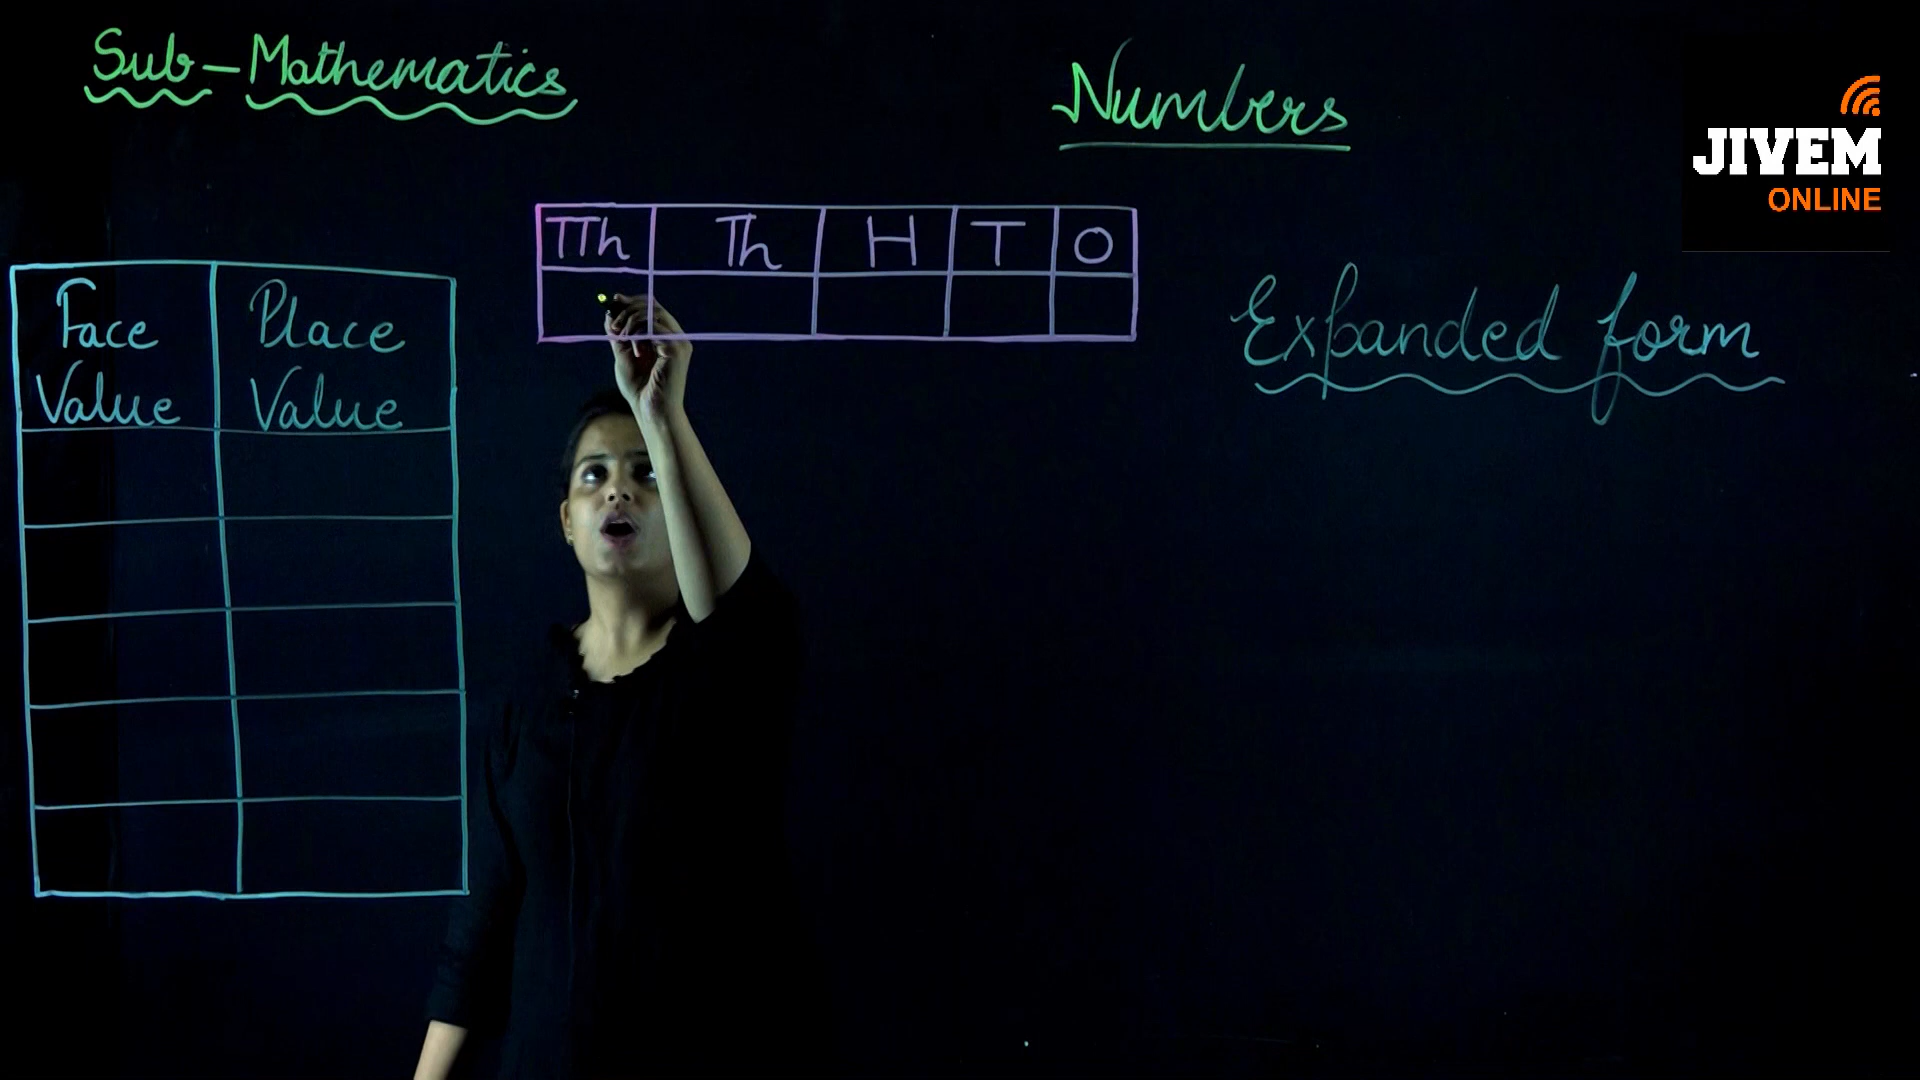 Sub-Mathematics
Numbers
JIVEM
ONLINE
TTh Th H T O
Face Value
Place Value
Expanded form